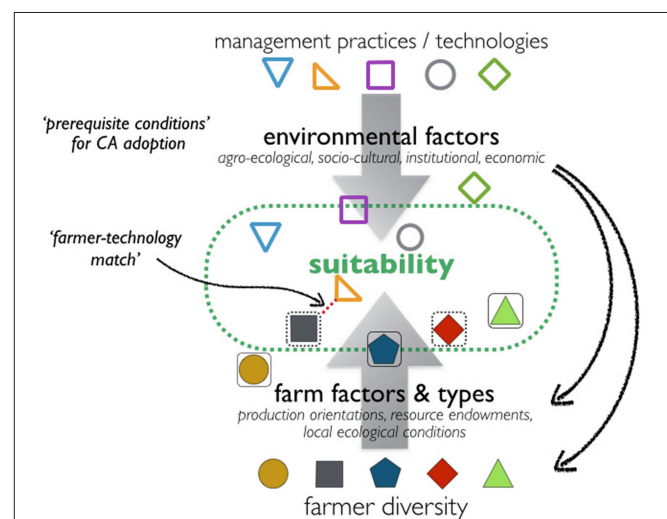 management practices / technologies
'prerequisite conditions'
for CA adoption
environmental factors
agro-ecological, socio-cultural, institutional, economic
'farmer-technology
match'
suitability
farm factors & types
production orientations, resource endowments,
local ecological conditions
farmer diversity